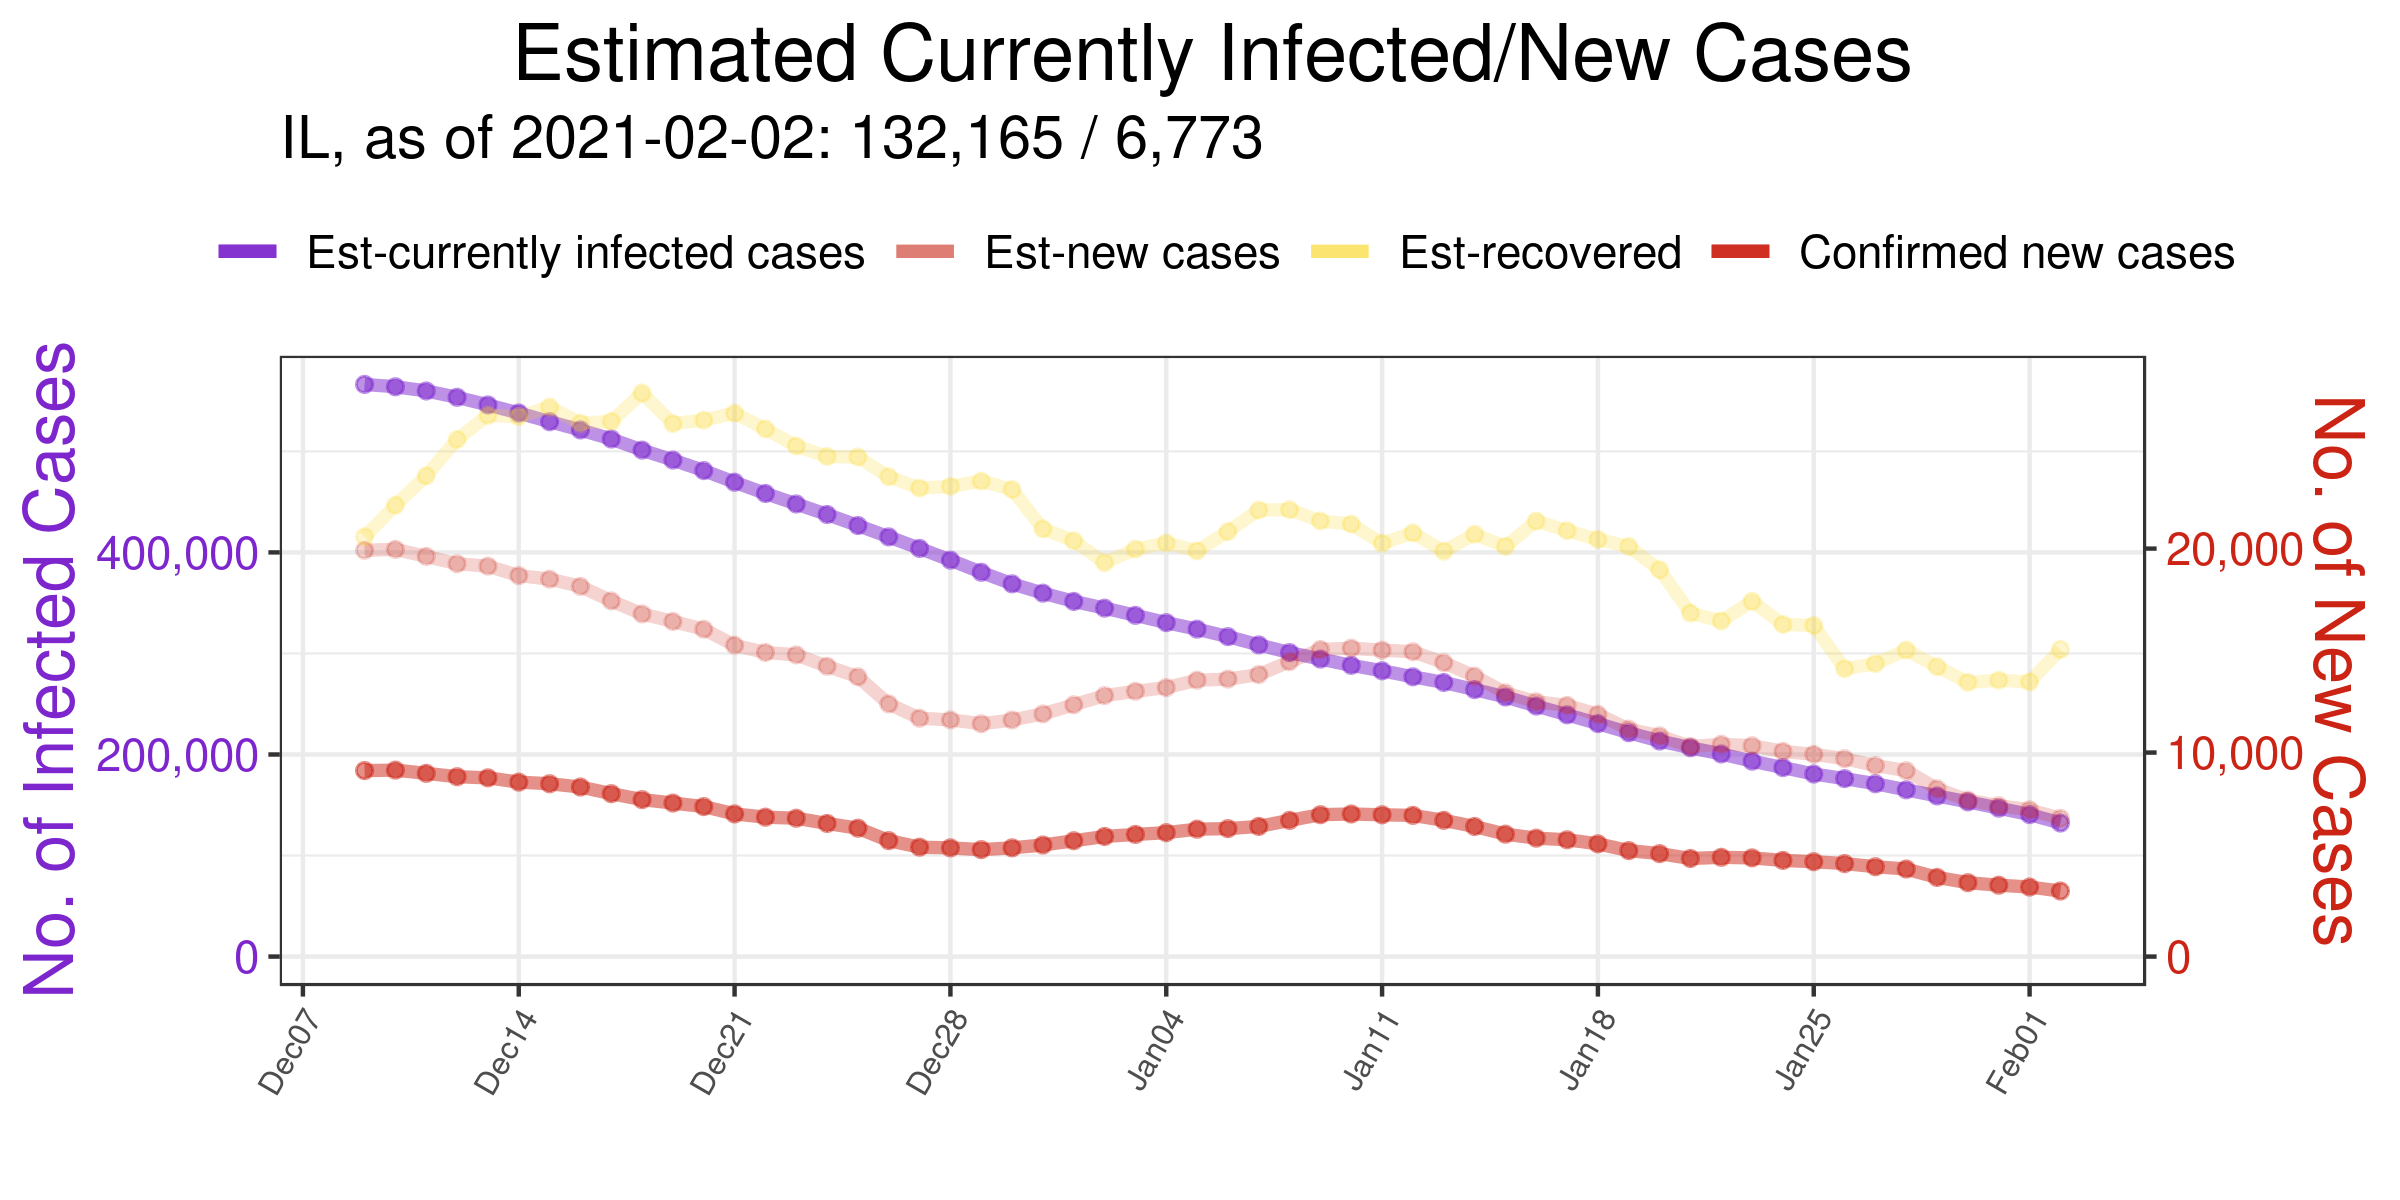 Estimated Currently Infected/New Cases
IL, as of 2021-02-02: 132,165 / 6,773
Est-currently infected cases Est-new cases Est-recovered Confirmed new cases
No. of Infected Cases
400,000
200,000
0
20,000
10,000
0
No. of New Cases
Dec07 Dec14 Dec21 Dec28 Jan04 Jan11 Jan18 Jan25 Feb01